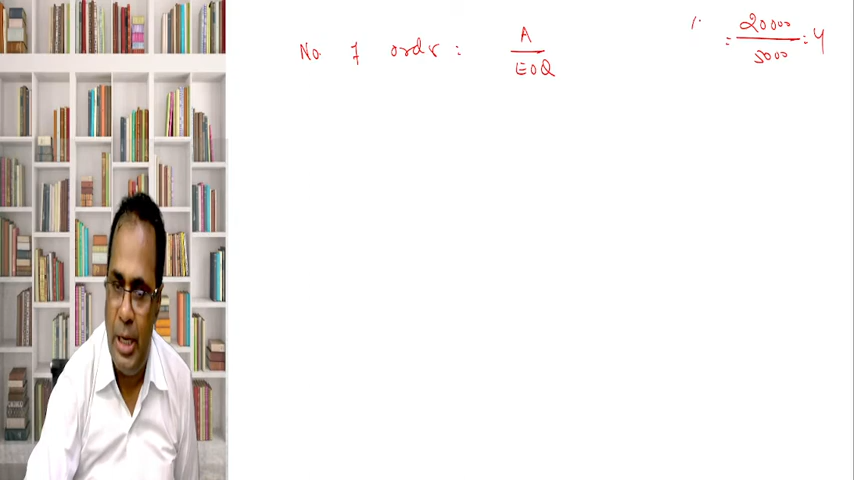 No of order : A / EOQ
= 20000 / 5000 = 4